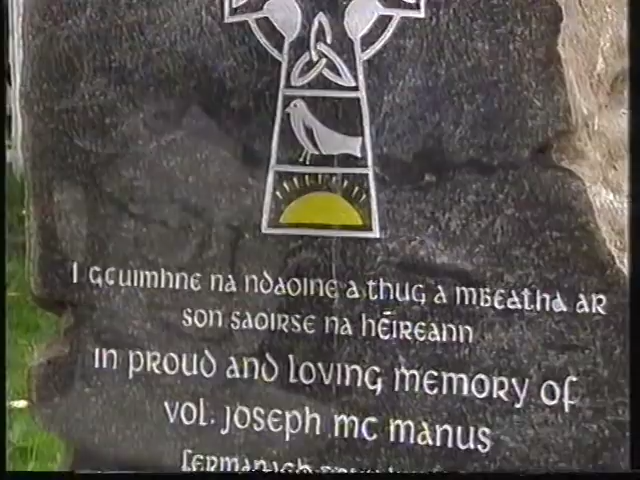 I gcuimhne na ndaoine a thug a mbeatha ar
son saoirse na hÉireann
In proud and loving memory of
Vol. Joseph Mc Manus